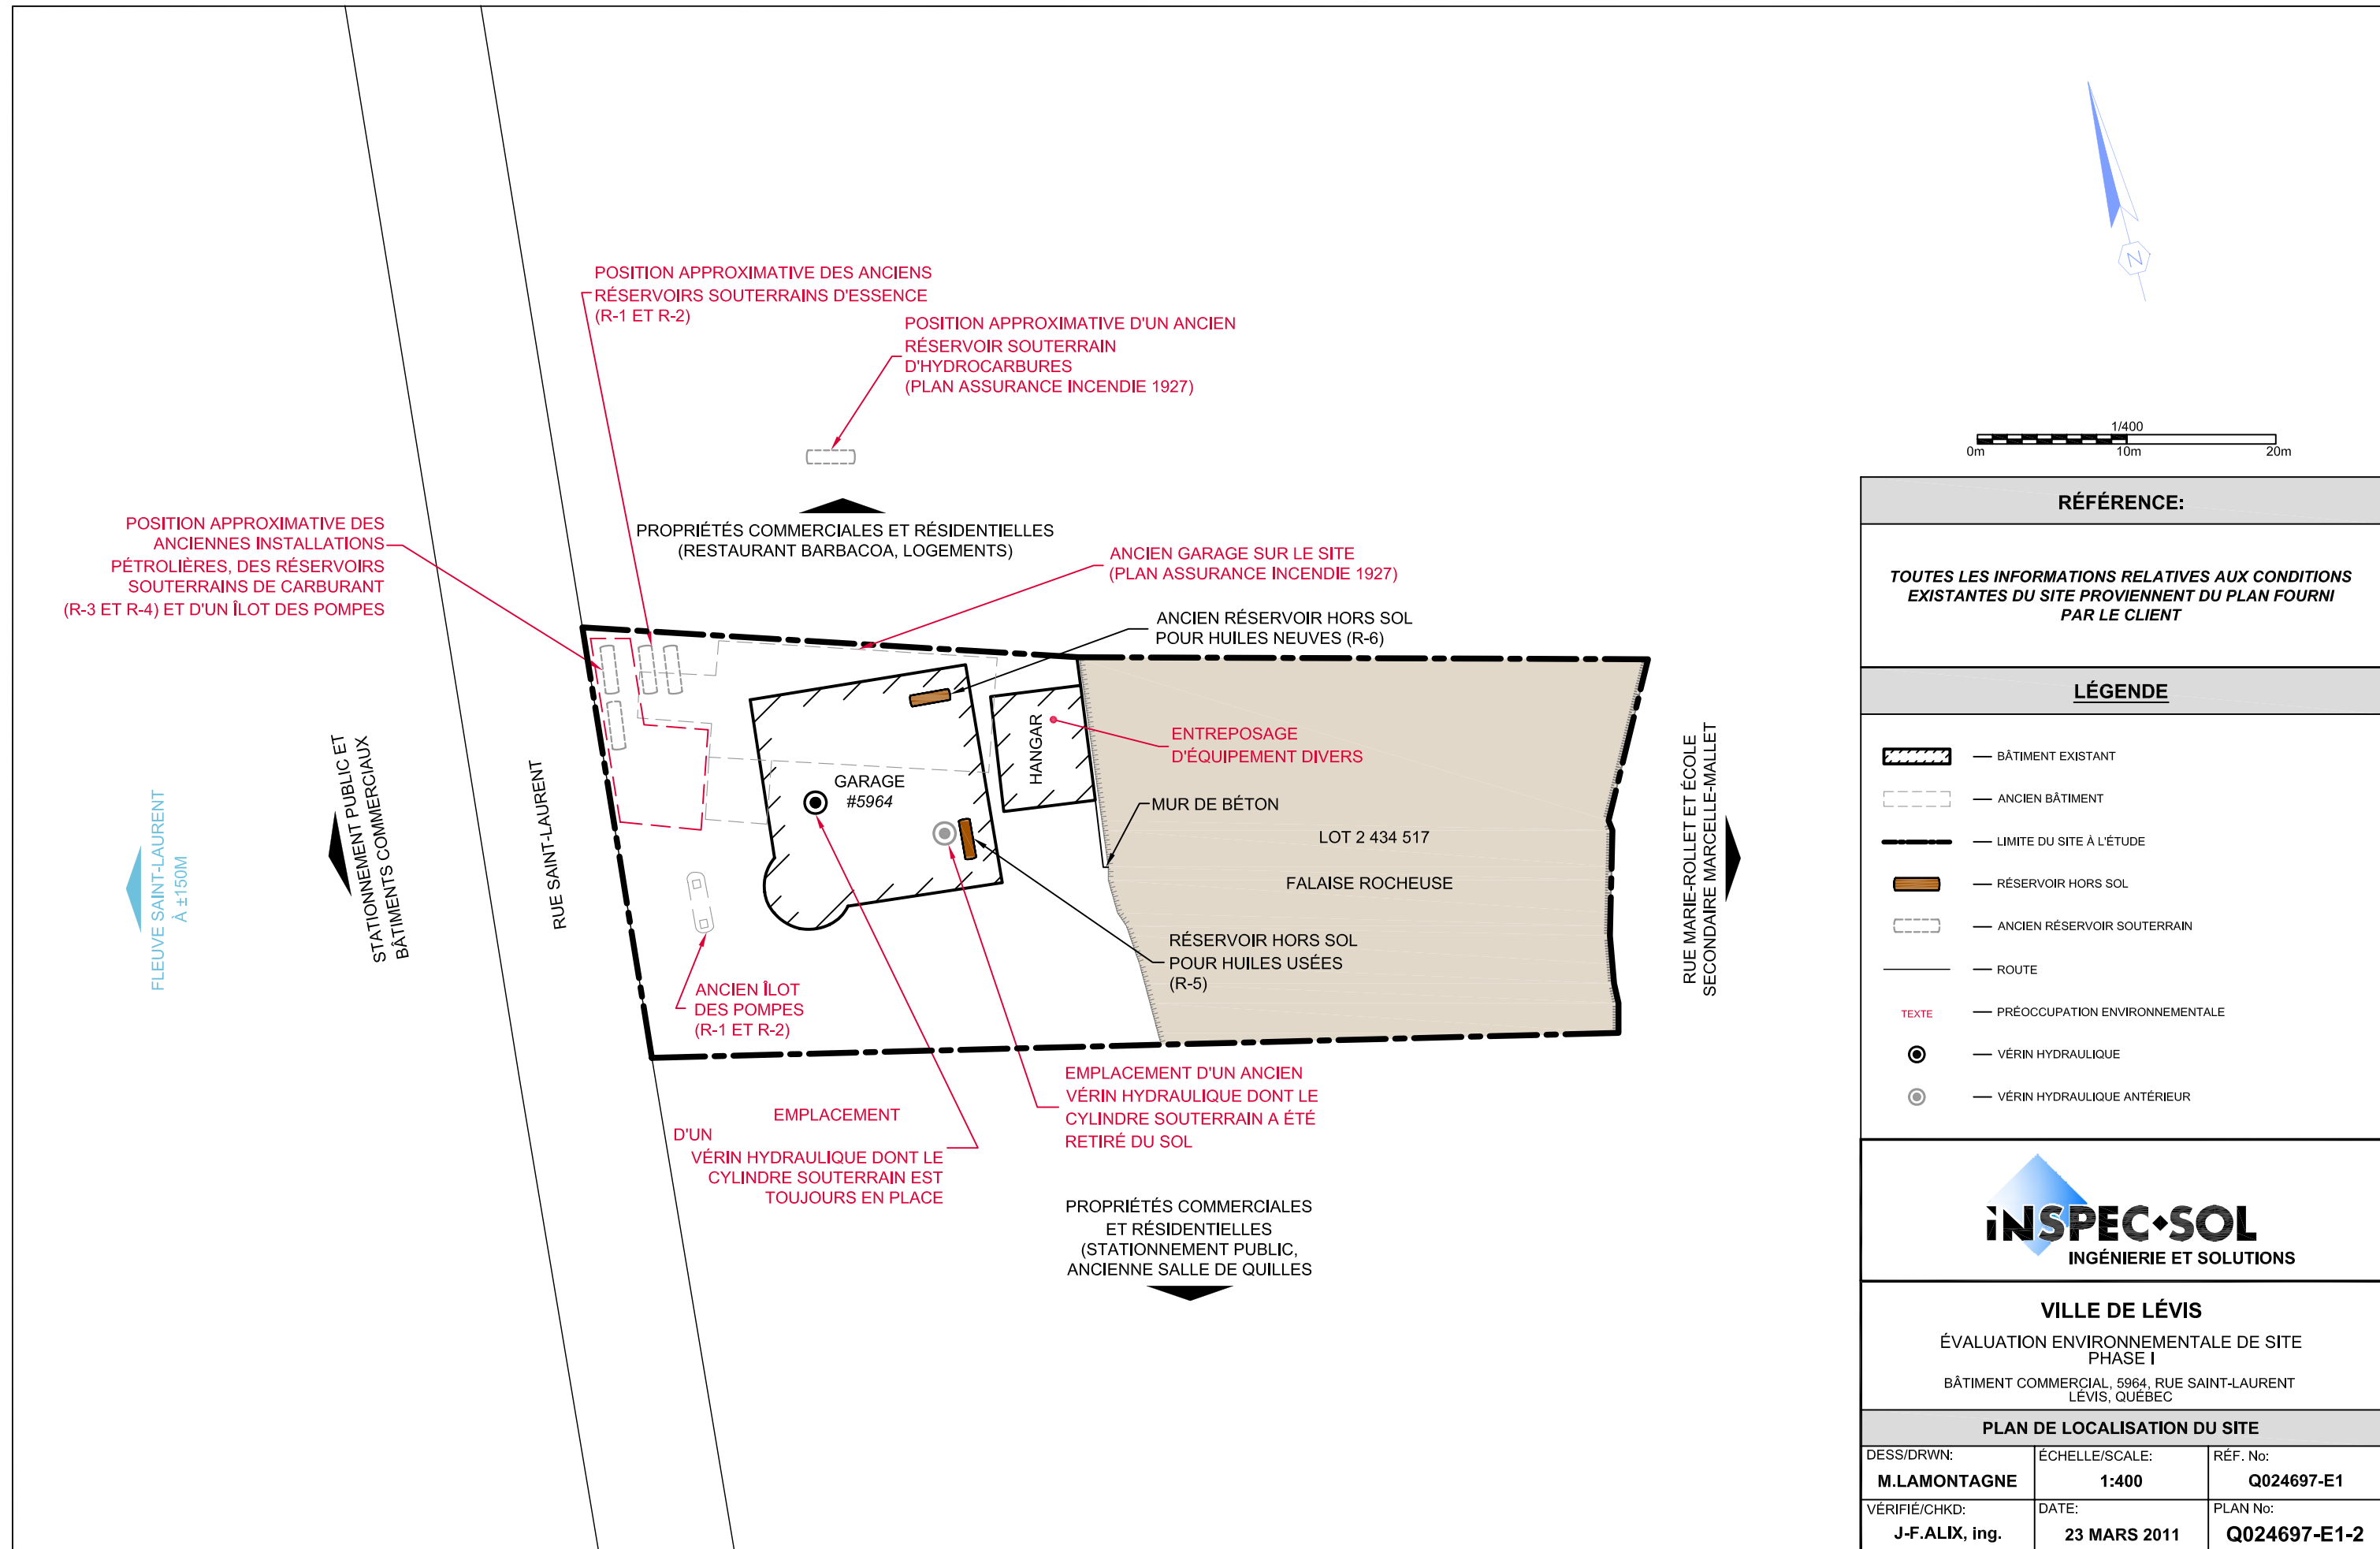 POSITION APPROXIMATIVE DES ANCIENS
RÉSERVOIRS SOUTERRAINS D'ESSENCE
(R-1 ET R-2)
POSITION APPROXIMATIVE D'UN ANCIEN
RÉSERVOIR SOUTERRAIN
D'HYDROCARBURES
(PLAN ASSURANCE INCENDIE 1927)
POSITION APPROXIMATIVE DES
ANCIENNES INSTALLATIONS
PÉTROLIÈRES, DES RÉSERVOIRS
SOUTERRAINS DE CARBURANT
(R-3 ET R-4) ET D'UN ÎLOT DES POMPES
PROPRIÉTÉS COMMERCIALES ET RÉSIDENTIELLES
(RESTAURANT BARBACOA, LOGEMENTS)
ANCIEN GARAGE SUR LE SITE
(PLAN ASSURANCE INCENDIE 1927)
ANCIEN RÉSERVOIR HORS SOL
POUR HUILES NEUVES (R-6)
FLEUVE SAINT-LAURENT
À ±150M
STATIONNEMENT PUBLIC ET
BÂTIMENTS COMMERCIAUX
RUE SAINT-LAURENT
GARAGE
#5964
HANGAR
ENTREPOSAGE
D'ÉQUIPEMENT DIVERS
MUR DE BÉTON
LOT 2 434 517
FALAISE ROCHEUSE
RÉSERVOIR HORS SOL
POUR HUILES USÉES
(R-5)
RUE MARIE-ROLLET ET ÉCOLE
SECONDAIRE MARCELLE-MALLET
ANCIEN ÎLOT
DES POMPES
(R-1 ET R-2)
EMPLACEMENT
D'UN
VÉRIN HYDRAULIQUE DONT LE
CYLINDRE SOUTERRAIN EST
TOUJOURS EN PLACE
EMPLACEMENT D'UN ANCIEN
VÉRIN HYDRAULIQUE DONT LE
CYLINDRE SOUTERRAIN A ÉTÉ
RETIRÉ DU SOL
PROPRIÉTÉS COMMERCIALES
ET RÉSIDENTIELLES
(STATIONNEMENT PUBLIC,
ANCIENNE SALLE DE QUILLES
N
1/400
0m 10m 20m
RÉFÉRENCE:
TOUTES LES INFORMATIONS RELATIVES AUX CONDITIONS
EXISTANTES DU SITE PROVIENNENT DU PLAN FOURNI
PAR LE CLIENT
LÉGENDE
BÂTIMENT EXISTANT
ANCIEN BÂTIMENT
LIMITE DU SITE À L'ÉTUDE
RÉSERVOIR HORS SOL
ANCIEN RÉSERVOIR SOUTERRAIN
ROUTE
TEXTE PRÉOCCUPATION ENVIRONNEMENTALE
VÉRIN HYDRAULIQUE
VÉRIN HYDRAULIQUE ANTÉRIEUR
iNSPEC◆SOL
INGÉNIERIE ET SOLUTIONS
VILLE DE LÉVIS
ÉVALUATION ENVIRONNEMENTALE DE SITE
PHASE I
BÂTIMENT COMMERCIAL, 5964, RUE SAINT-LAURENT
LÉVIS, QUÉBEC
PLAN DE LOCALISATION DU SITE
DESS/DRWN: ÉCHELLE/SCALE: RÉF. No:
M.LAMONTAGNE 1:400 Q024697-E1
VÉRIFIÉ/CHKD: DATE: PLAN No:
J-F.ALIX, ing. 23 MARS 2011 Q024697-E1-2